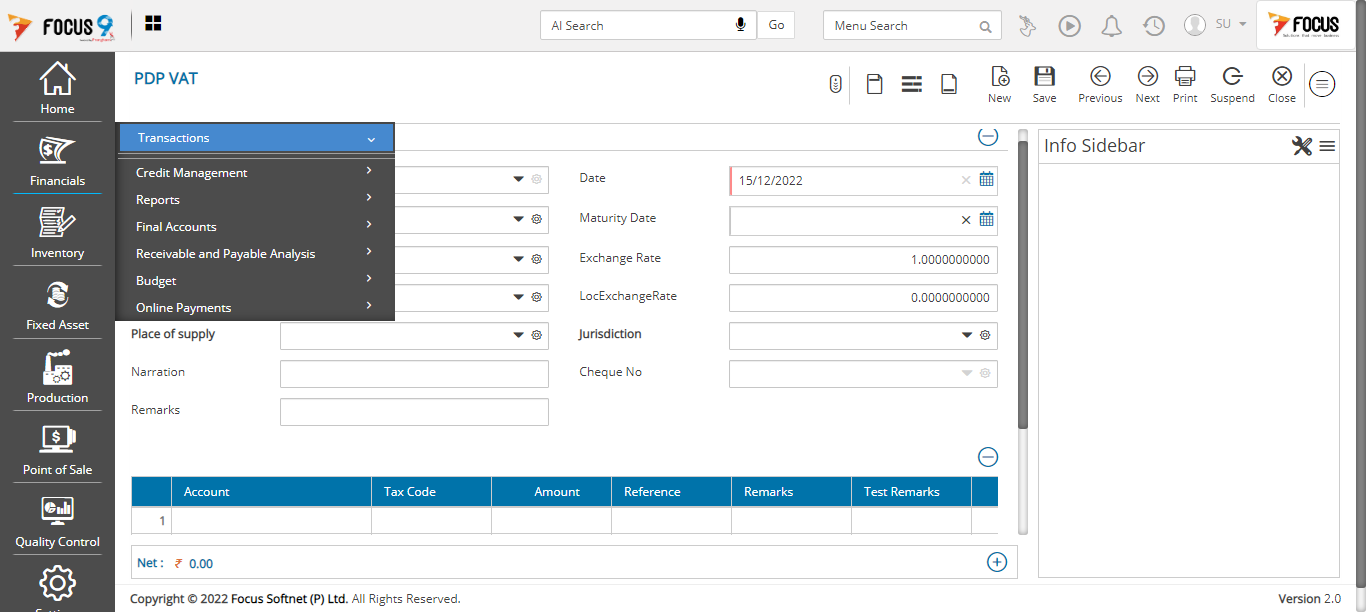 FOCUS 9
AI Search
Go
Menu Search
SU
FOCUS
Home
Financials
Inventory
Fixed Asset
Production
Point of Sale
Quality Control
PDP VAT
New
Save
Previous
Next
Print
Suspend
Close
Transactions
Credit Management
Reports
Final Accounts
Receivable and Payable Analysis
Budget
Online Payments
Date
15/12/2022
Maturity Date
Exchange Rate
1.0000000000
LocExchangeRate
0.0000000000
Place of supply
Jurisdiction
Narration
Cheque No
Remarks
Account Tax Code Amount Reference Remarks Test Remarks
1
Net : ₹ 0.00
Info Sidebar
Copyright © 2022 Focus Softnet (P) Ltd. All Rights Reserved.
Version 2.0